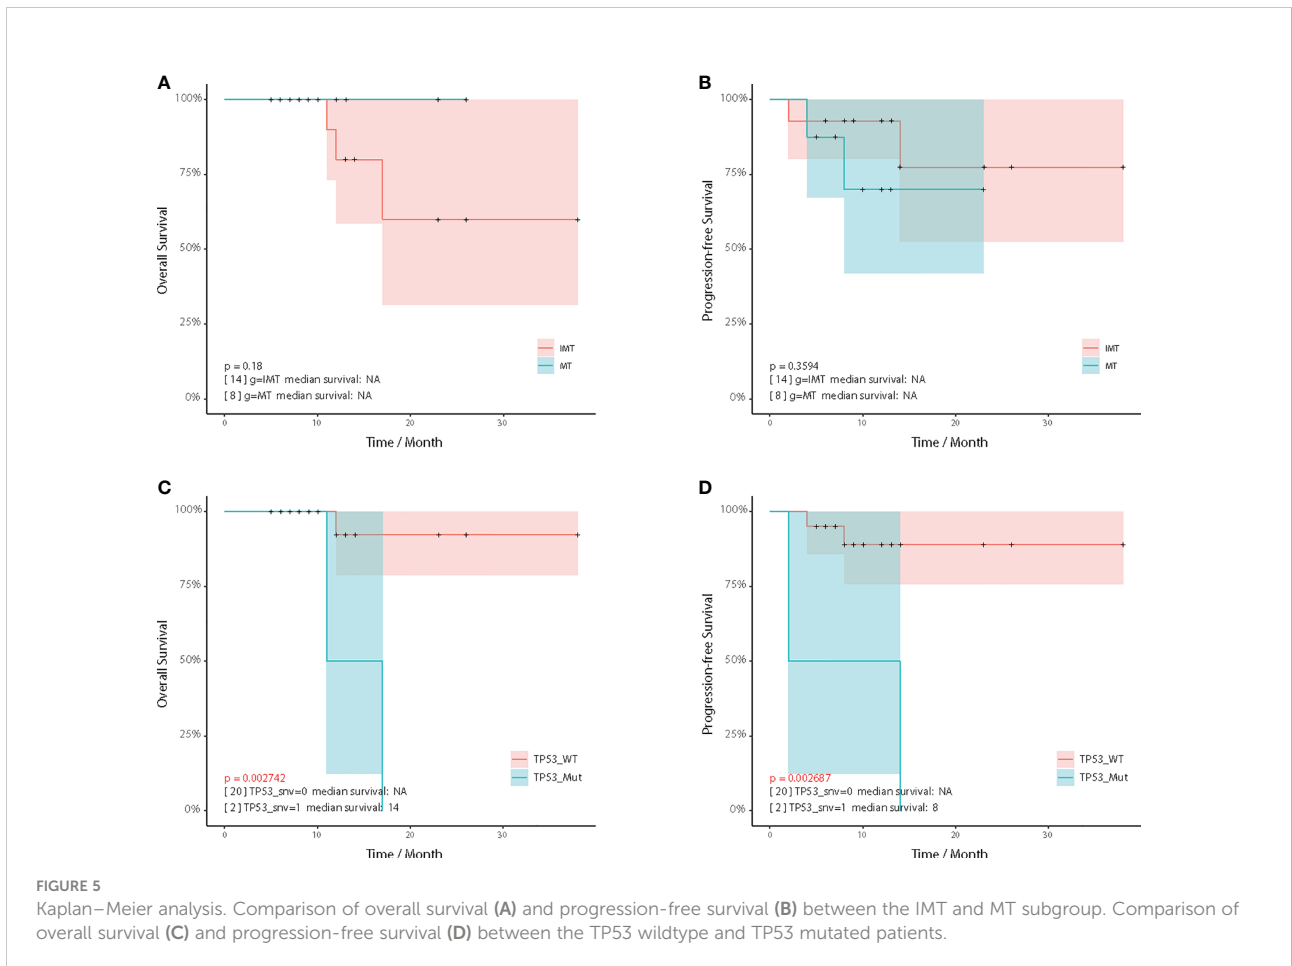 A
100%
75%
50%
25%
0%
Overall Survival
IMT
MT
p = 0.18
[ 14 ] g=IMT median survival: NA
[ 8 ] g=MT median survival: NA
0
10
20
30
Time / Month
B
100%
75%
50%
25%
0%
Progression-free Survival
IMT
MT
p = 0.3594
[ 14 ] g=IMT median survival: NA
[ 8 ] g=MT median survival: NA
0
10
20
30
Time / Month
C
100%
75%
50%
25%
0%
Overall Survival
TP53_WT
TP53_Mut
p = 0.002742
[ 20 ] TP53_snv=0 median survival: NA
[ 2 ] TP53_snv=1 median survival: 14
0
10
20
30
Time / Month
D
100%
75%
50%
25%
0%
Progression-free Survival
TP53_WT
TP53_Mut
p = 0.002687
[ 20 ] TP53_snv=0 median survival: NA
[ 2 ] TP53_snv=1 median survival: 8
0
10
20
30
Time / Month
FIGURE 5
Kaplan–Meier analysis. Comparison of overall survival (A) and progression-free survival (B) between the IMT and MT subgroup. Comparison of
overall survival (C) and progression-free survival (D) between the TP53 wildtype and TP53 mutated patients.